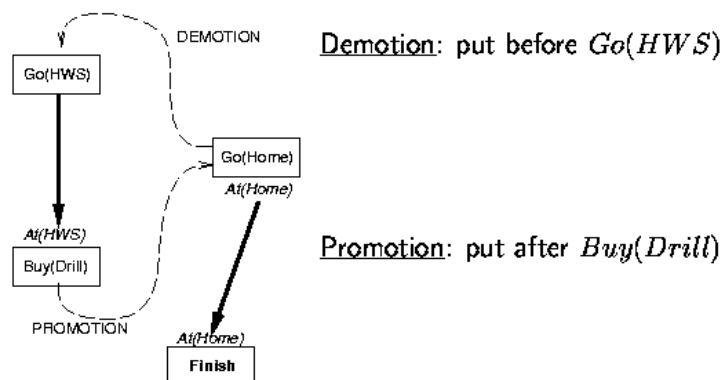 DEMOTION
Demotion: put before Go(HWS)
Go(HWS)
Go(Home)
At(Home)
At(HWS)
Buy(Drill)
Promotion: put after Buy(Drill)
PROMOTION
At(Home)
Finish